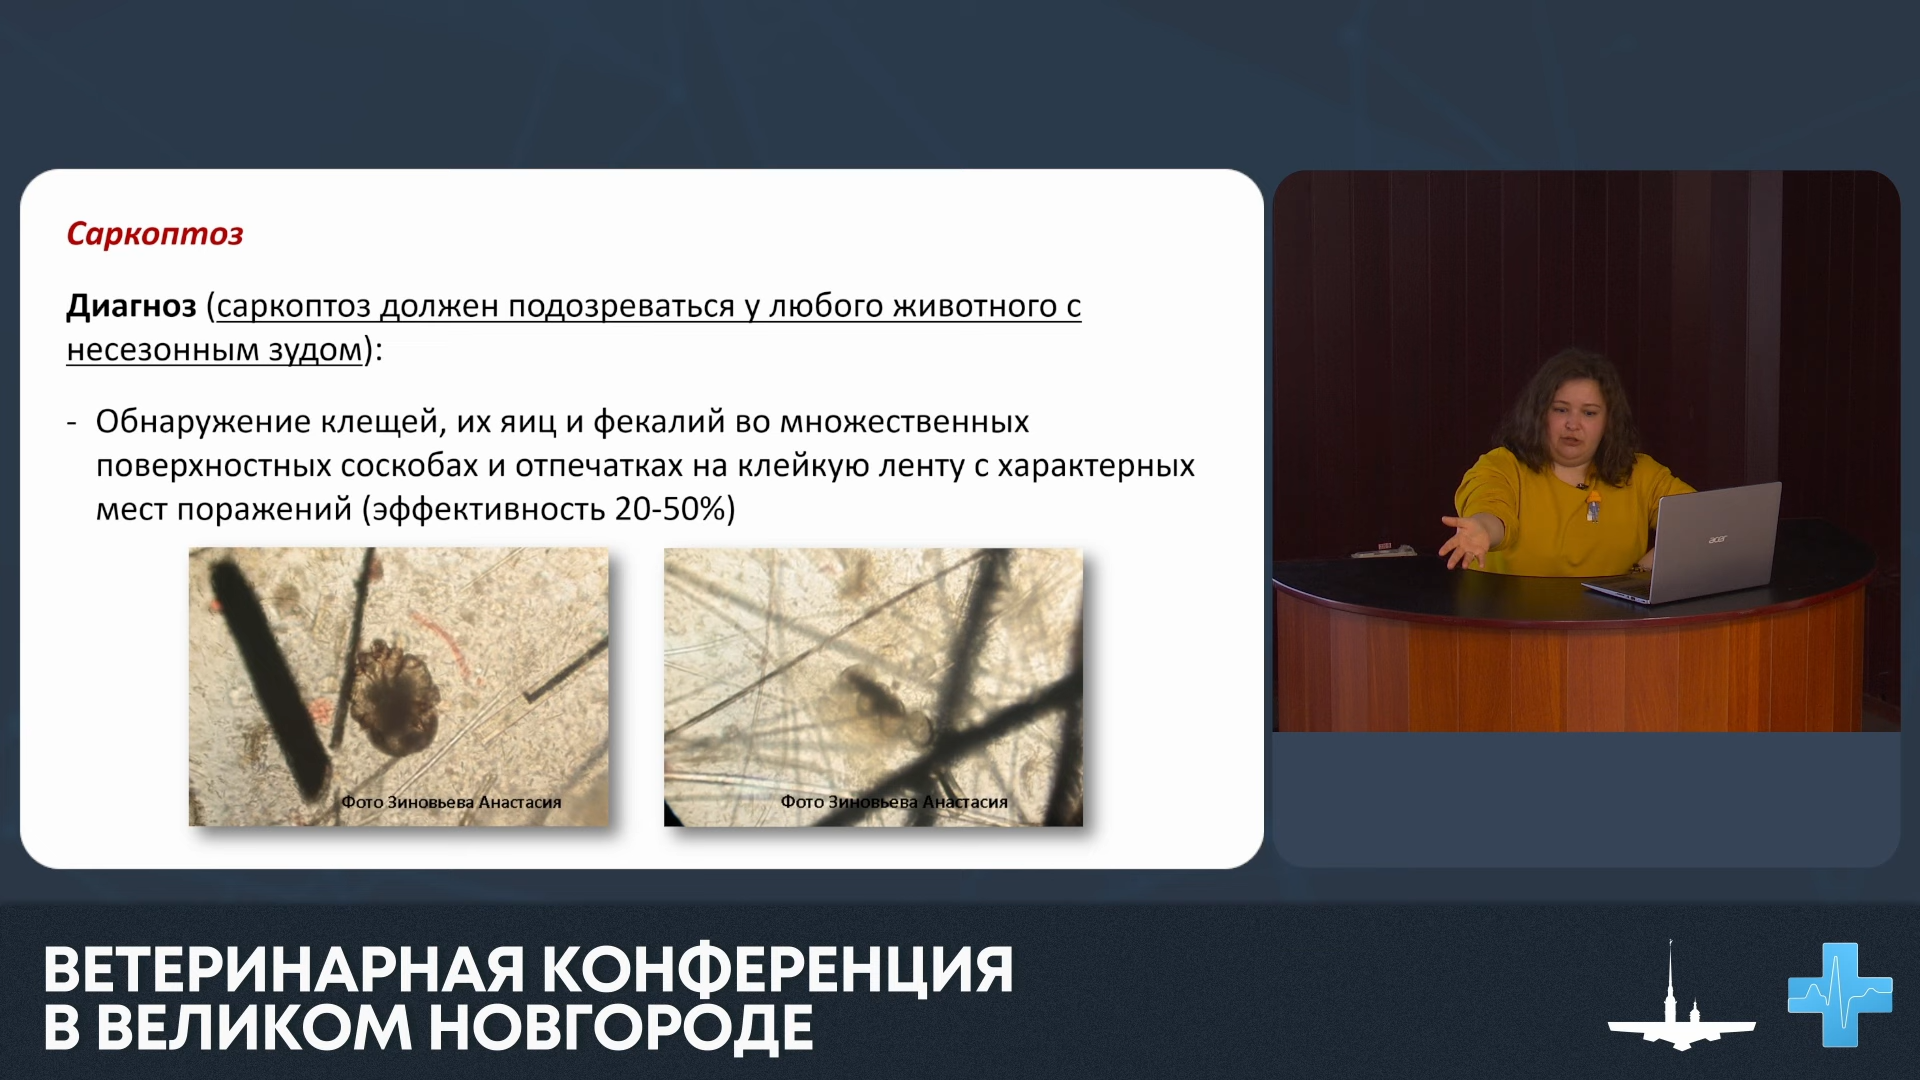 Саркоптоз
Диагноз (саркоптоз должен подозреваться у любого животного с
несезонным зудом):
- Обнаружение клещей, их яиц и фекалий во множественных
поверхностных соскобах и отпечатках на клейкую ленту с характерных
мест поражений (эффективность 20-50%)
Фото Зиновьева Анастасия
Фото Зиновьева Анастасия
acer
ВЕТЕРИНАРНАЯ КОНФЕРЕНЦИЯ
В ВЕЛИКОМ НОВГОРОДЕ